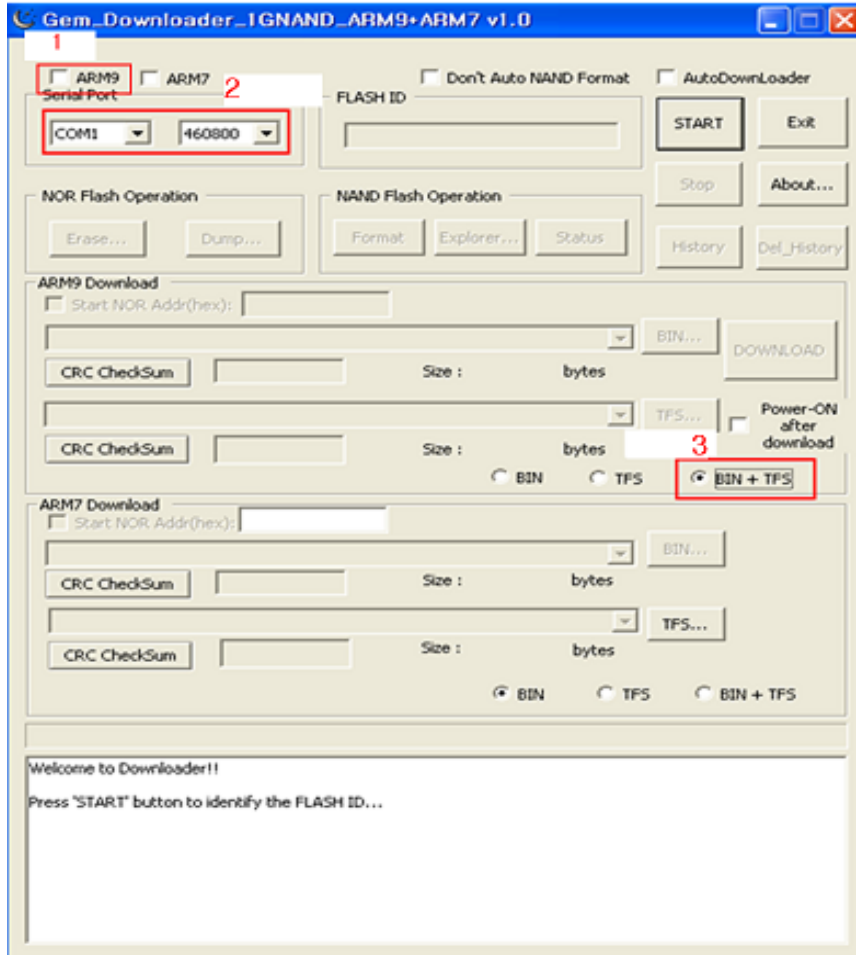 Gem_Downloader_1GNAND_ARM9+ARM7 v1.0
1
ARM9 ARM7 Don't Auto NAND Format AutoDownLoader
2
Serial Port
COM1 460800
FLASH ID
START Exit
Stop About...
NOR Flash Operation
Erase... Dump...
NAND Flash Operation
Format Explorer... Status
History Del_History
ARM9 Download
Start NOR Addr(hex):
BIN...
DOWNLOAD
CRC CheckSum Size : bytes
TFS...
Power-ON after download
CRC CheckSum Size : bytes
3
BIN TFS BIN + TFS
ARM7 Download
Start NOR Addr(hex):
BIN...
CRC CheckSum Size : bytes
TFS...
CRC CheckSum Size : bytes
BIN TFS BIN + TFS
Welcome to Downloader!!
Press "START" button to identify the FLASH ID...